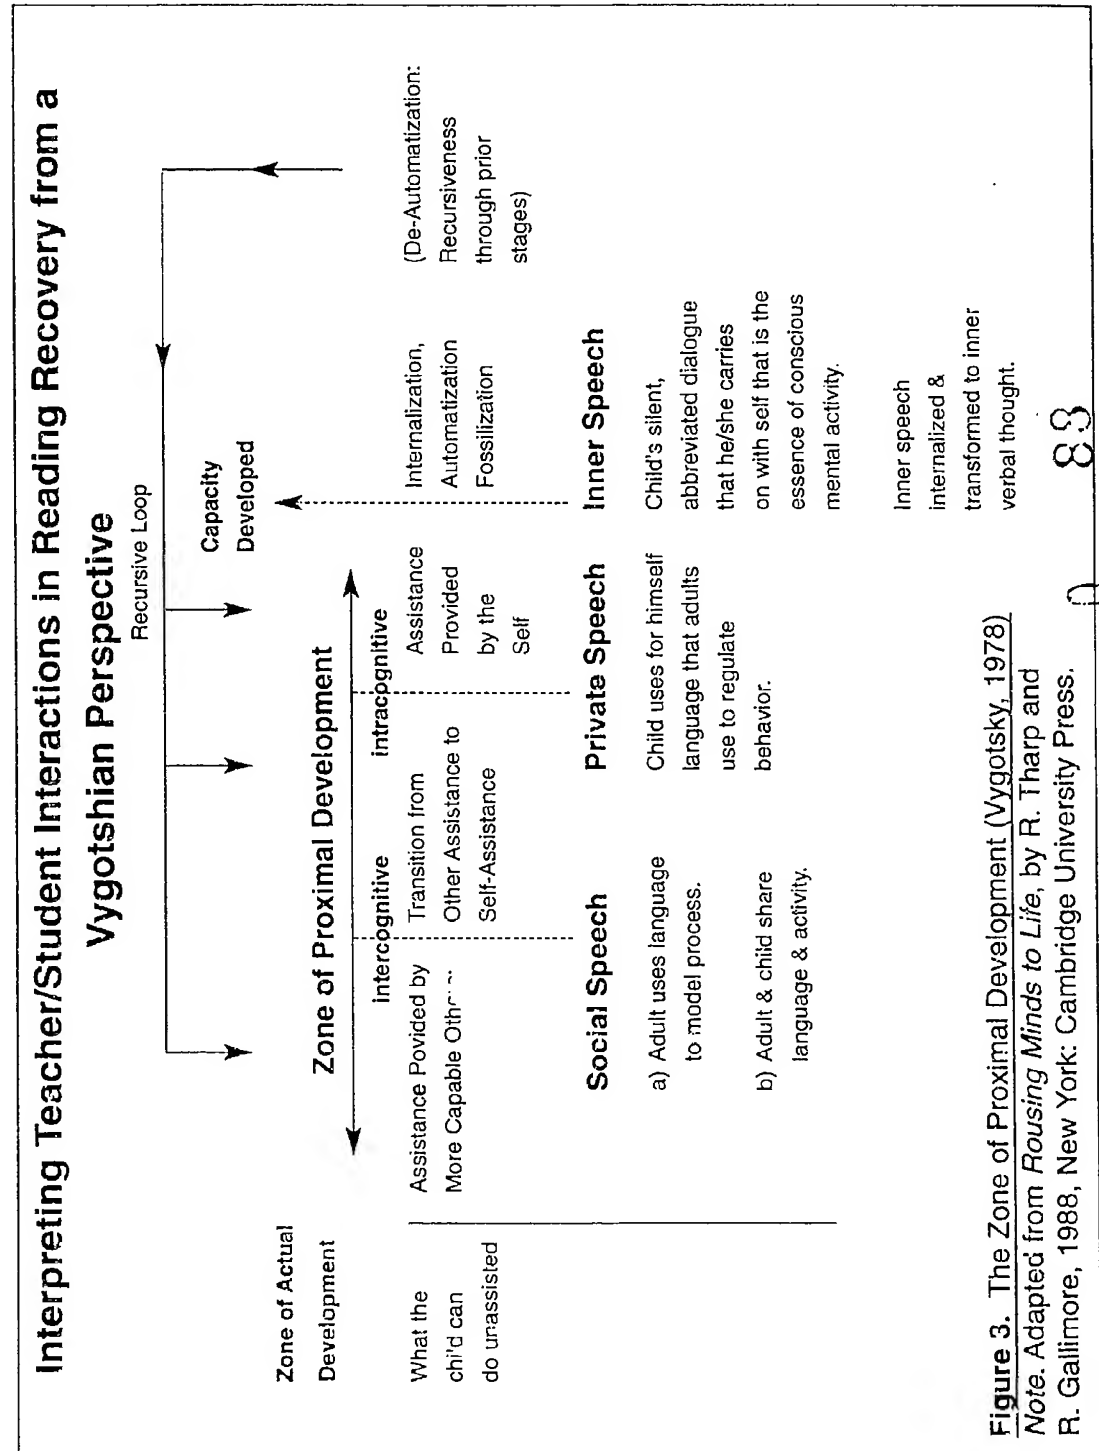 Interpreting Teacher/Student Interactions in Reading Recovery from a
Vygotshian Perspective
Recursive Loop
Capacity
Developed
Zone of Proximal Development
Zone of Actual
Development
intercognitive
intracognitive
What the
chi'd can
do unassisted
Assistance Povided by
More Capable
Transition from
Other Assistance to
Self-Assistance
Assistance
Provided
by the
Self
Internalization,
Automatization
Fossilization
(De-Automatization:
Recursiveness
through prior
stages)
Social Speech
a) Adult uses language
to model process.
b) Adult & child share
language & activity.
Private Speech
Child uses for himself
language that adults
use to regulate
behavior.
Inner Speech
Child's silent,
abbreviated dialogue
that he/she carries
on with self that is the
essence of conscious
mental activity.
Inner speech
internalized &
transformed to inner
verbal thought.
Figure 3. The Zone of Proximal Development (Vygotsky, 1978)
Note. Adapted from Rousing Minds to Life, by R. Tharp and
R. Gallimore, 1988, New York: Cambridge University Press.
83